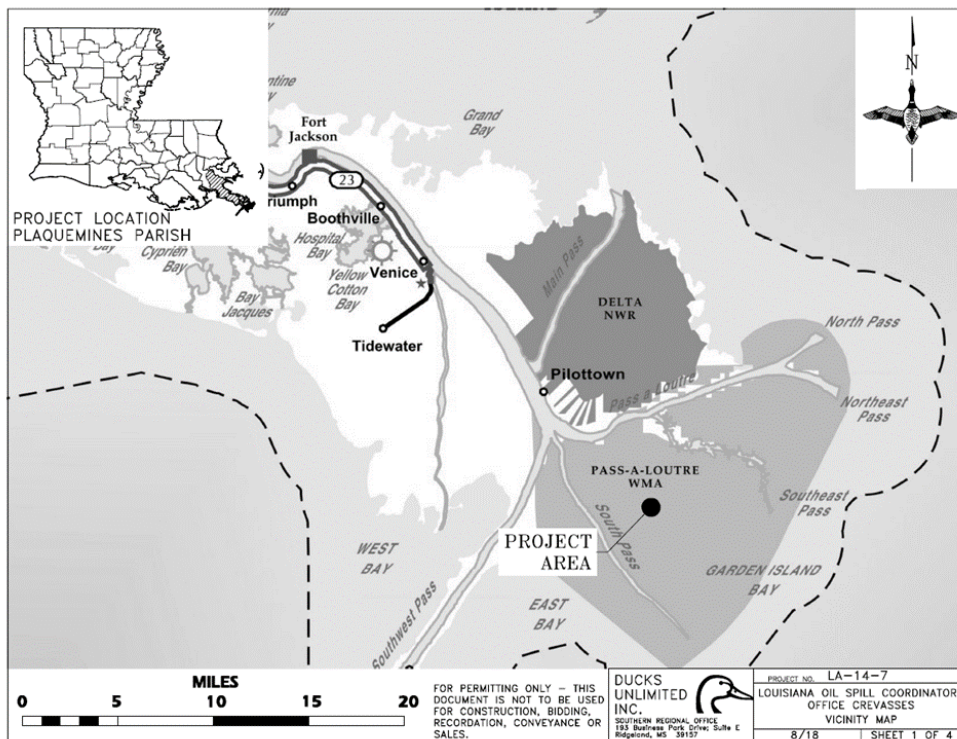 N
PROJECT LOCATION
PLAQUEMINES PARISH
Grand
Bay
Fort
Jackson
23
Boothville
Hospital
Bay
Venice
Yellow
Cotton
Bay
Cyprien
Bay
Bay
Jacques
Tidewater
Main Pass
DELTA
NWR
Pilottown
Pass a Loutre
North Pass
Northeast
Pass
PASS-A-LOUTRE
WMA
Southeast
Pass
PROJECT
AREA
South Pass
GARDEN ISLAND
BAY
WEST
BAY
EAST
BAY
Southwest Pass
MILES
0 5 10 15 20
FOR PERMITTING ONLY - THIS
DOCUMENT IS NOT TO BE USED
FOR CONSTRUCTION, BIDDING,
RECORDATION, CONVEYANCE OR
SALES.
DUCKS
UNLIMITED
INC.
SOUTHERN REGIONAL OFFICE
193 Business Park Drive; Suite E
Ridgeland, MS 39157
PROJECT NO. LA-14-7
LOUISIANA OIL SPILL COORDINATOR
OFFICE CREVASSES
VICINITY MAP
8/18 SHEET 1 OF 4